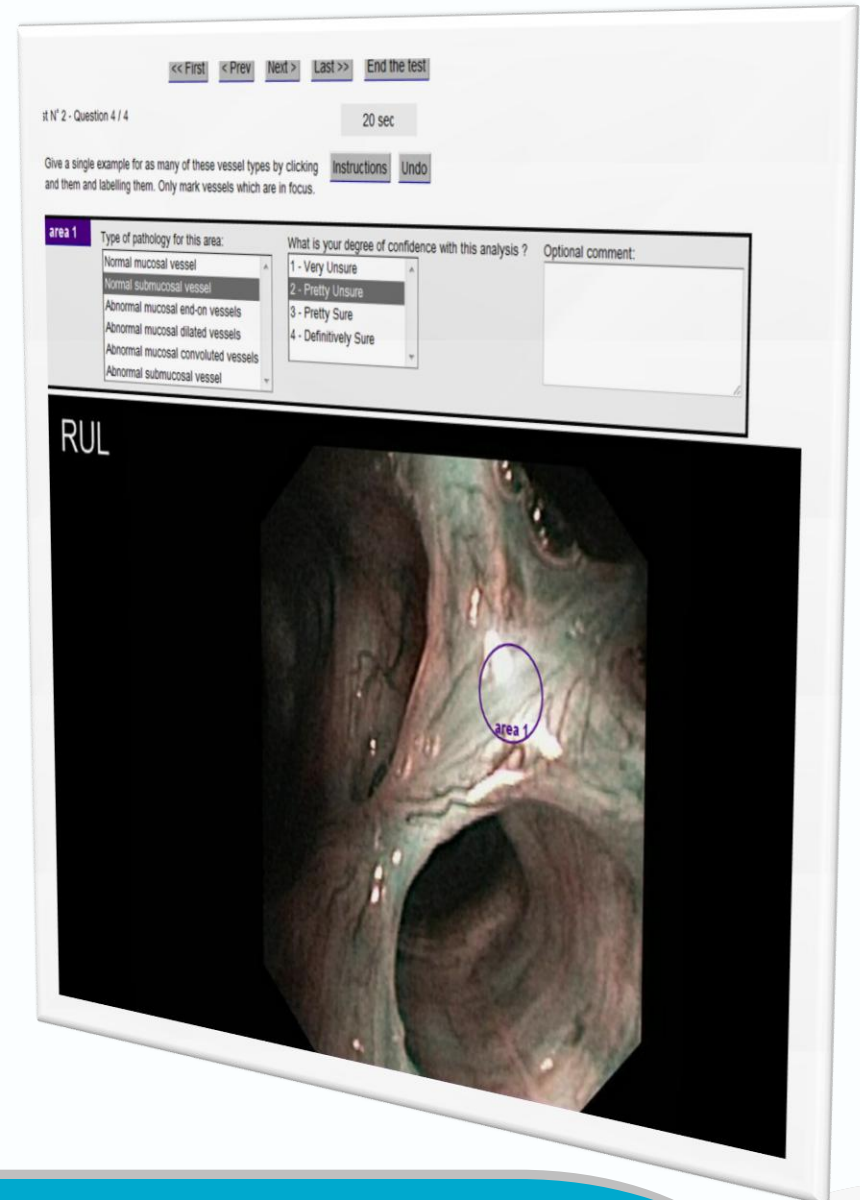 << First < Prev Next > Last >> End the test
st N° 2 - Question 4 / 4
20 sec
Give a single example for as many of these vessel types by clicking
and them and labelling them. Only mark vessels which are in focus.
Instructions Undo
area 1
Type of pathology for this area:
Normal mucosal vessel
Normal submucosal vessel
Abnormal mucosal end-on vessels
Abnormal mucosal dilated vessels
Abnormal mucosal convoluted vessels
Abnormal submucosal vessel
What is your degree of confidence with this analysis ?
1 - Very Unsure
2 - Pretty Unsure
3 - Pretty Sure
4 - Definitively Sure
Optional comment:
RUL
area 1